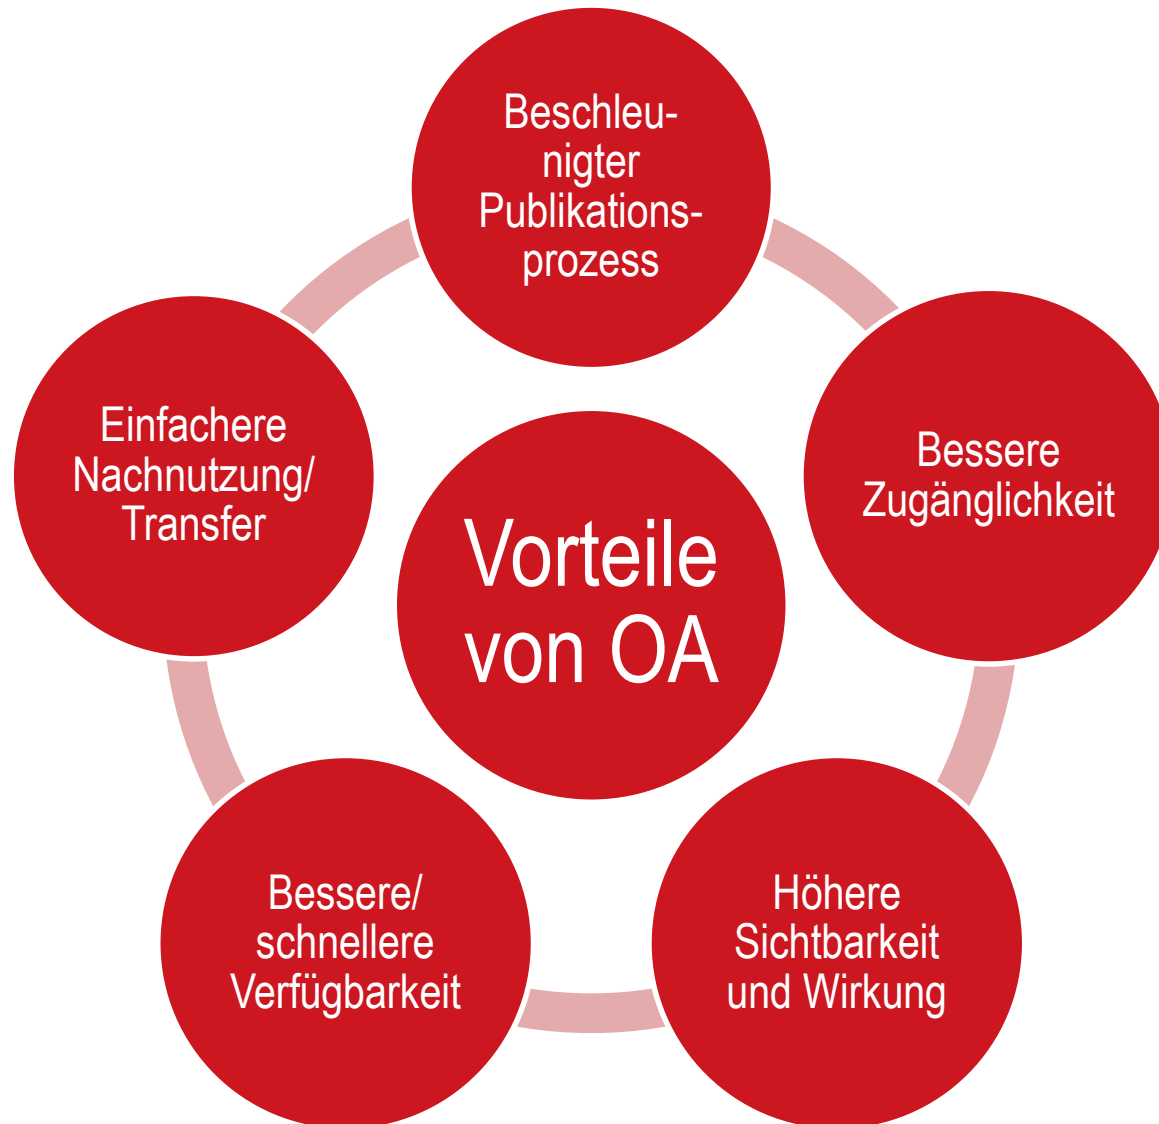 Beschleu-
nigter
Publikations-
prozess
Bessere
Zugänglichkeit
Höhere
Sichtbarkeit
und Wirkung
Bessere/
schnellere
Verfügbarkeit
Einfachere
Nachnutzung/
Transfer
Vorteile
von OA